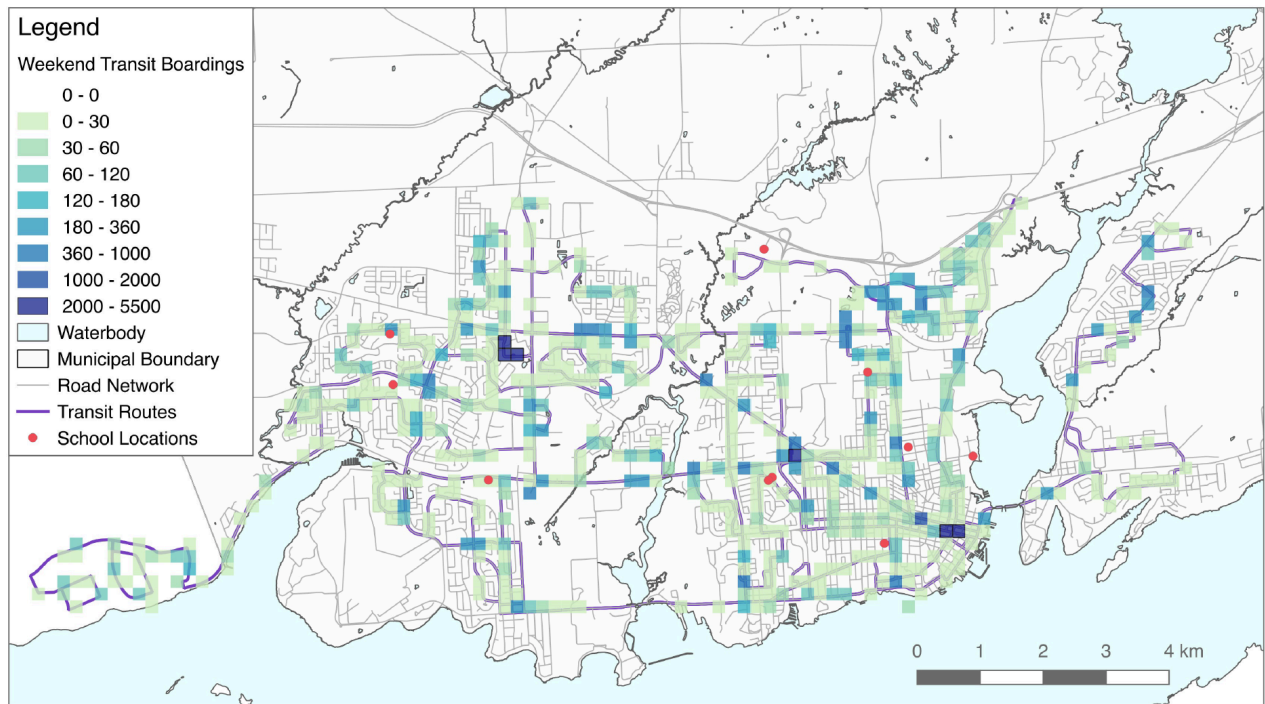 Legend
Weekend Transit Boardings
0 - 0
0 - 30
30 - 60
60 - 120
120 - 180
180 - 360
360 - 1000
1000 - 2000
2000 - 5500
Waterbody
Municipal Boundary
Road Network
Transit Routes
School Locations
0 1 2 3 4 km